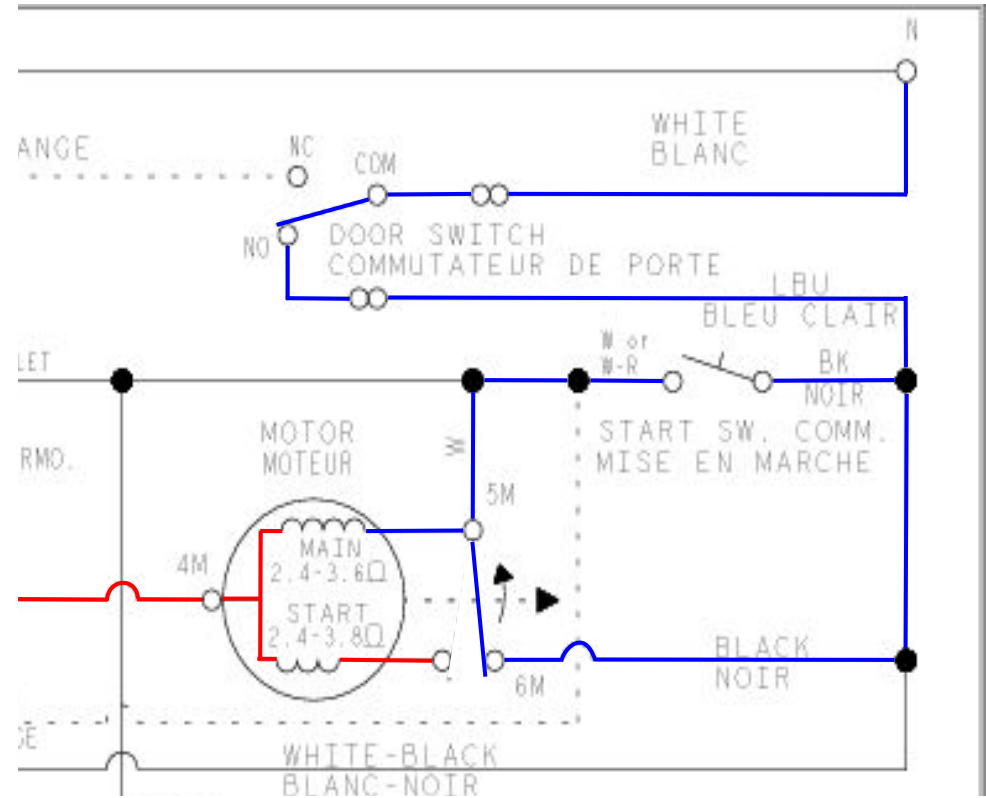 N
WHITE
BLANC
ANGE
NC
COM
NO
DOOR SWITCH
COMMUTATEUR DE PORTE
LBU
BLEU CLAIR
LET
W or
W-R
BK
NOIR
MOTOR
MOTEUR
START SW. COMM.
MISE EN MARCHE
RMO.
W
5M
4M
MAIN
2.4-3.6Ω
START
2.4-3.8Ω
6M
BLACK
NOIR
GE
WHITE-BLACK
BLANC-NOIR